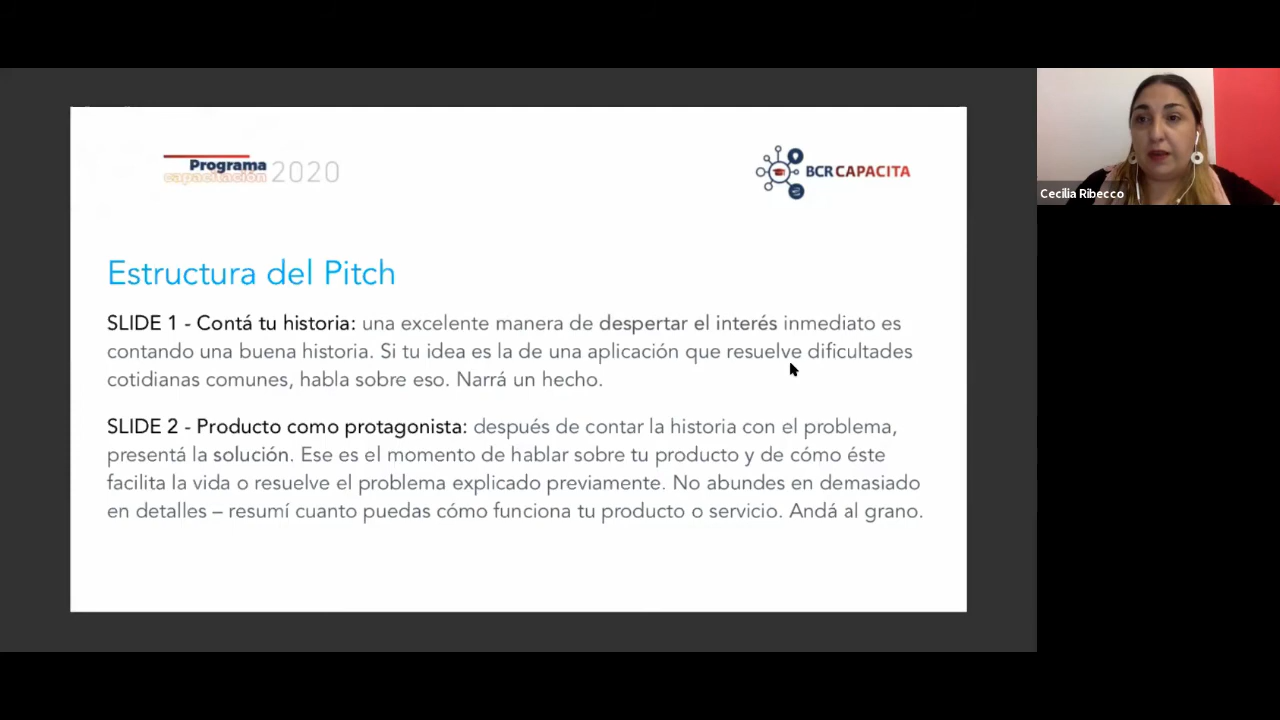 Programa
capacitación 2020
BCR CAPACITA
Cecilia Ribecco
Estructura del Pitch
SLIDE 1 - Contá tu historia: una excelente manera de despertar el interés inmediato es
contando una buena historia. Si tu idea es la de una aplicación que resuelve dificultades
cotidianas comunes, habla sobre eso. Narrá un hecho.
SLIDE 2 - Producto como protagonista: después de contar la historia con el problema,
presentá la solución. Ese es el momento de hablar sobre tu producto y de cómo éste
facilita la vida o resuelve el problema explicado previamente. No abundes en demasiado
en detalles – resumí cuanto puedas cómo funciona tu producto o servicio. Andá al grano.